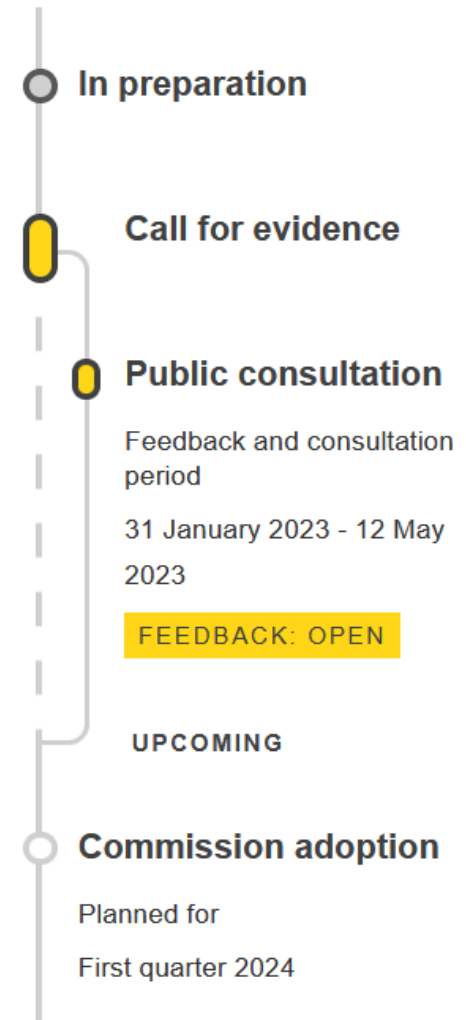 In preparation
Call for evidence
Public consultation
Feedback and consultation
period
31 January 2023 - 12 May
2023
FEEDBACK: OPEN
UPCOMING
Commission adoption
Planned for
First quarter 2024